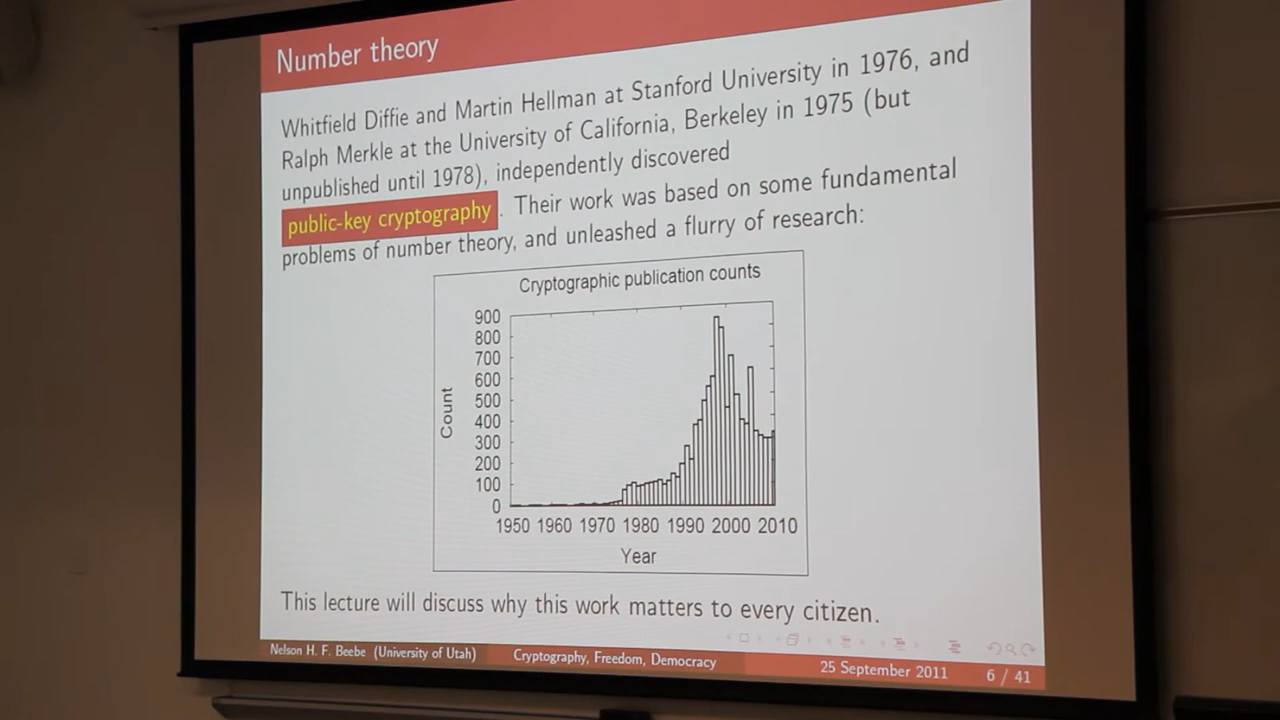 Number theory
Whitfield Diffie and Martin Hellman at Stanford University in 1976, and
Ralph Merkle at the University of California, Berkeley in 1975 (but
unpublished until 1978), independently discovered
public-key cryptography. Their work was based on some fundamental
problems of number theory, and unleashed a flurry of research:
Cryptographic publication counts
900
800
700
600
500
400
300
200
100
0
Count
1950 1960 1970 1980 1990 2000 2010
Year
This lecture will discuss why this work matters to every citizen.
Nelson H. F. Beebe (University of Utah) Cryptography, Freedom, Democracy 25 September 2011 6 / 41